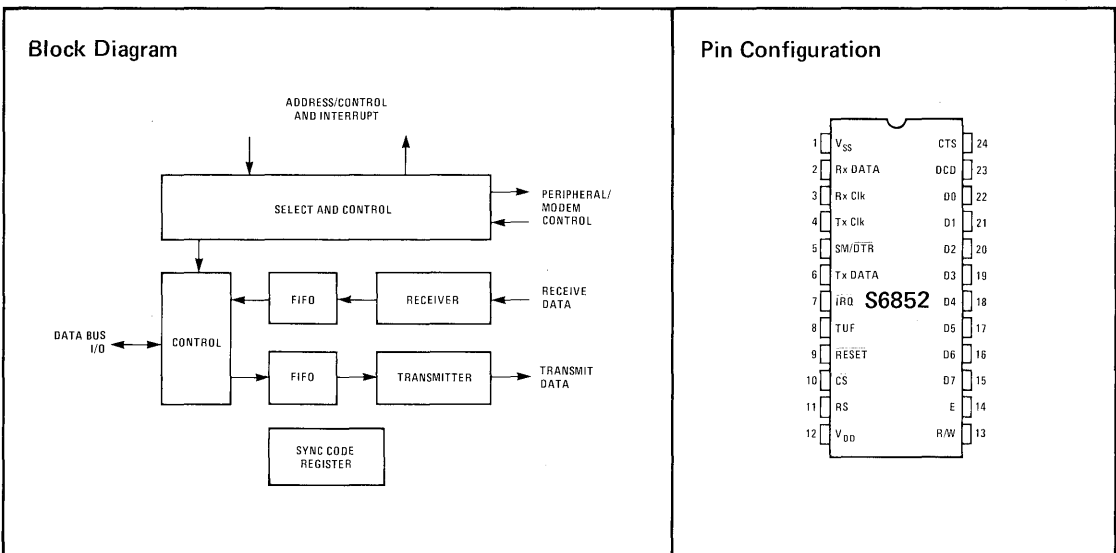 Block Diagram
ADDRESS/CONTROL
AND INTERRUPT
SELECT AND CONTROL
PERIPHERAL/
MODEM
CONTROL
CONTROL
FIFO
RECEIVER
RECEIVE
DATA
DATA BUS
I/O
FIFO
TRANSMITTER
TRANSMIT
DATA
SYNC CODE
REGISTER
Pin Configuration
1 VSS CTS 24
2 Rx DATA DCD 23
3 Rx Clk D0 22
4 Tx Clk D1 21
5 SM/DTR D2 20
6 Tx DATA D3 19
7 IRQ S6852 D4 18
8 TUF D5 17
9 RESET D6 16
10 CS D7 15
11 RS E 14
12 VDD R/W 13